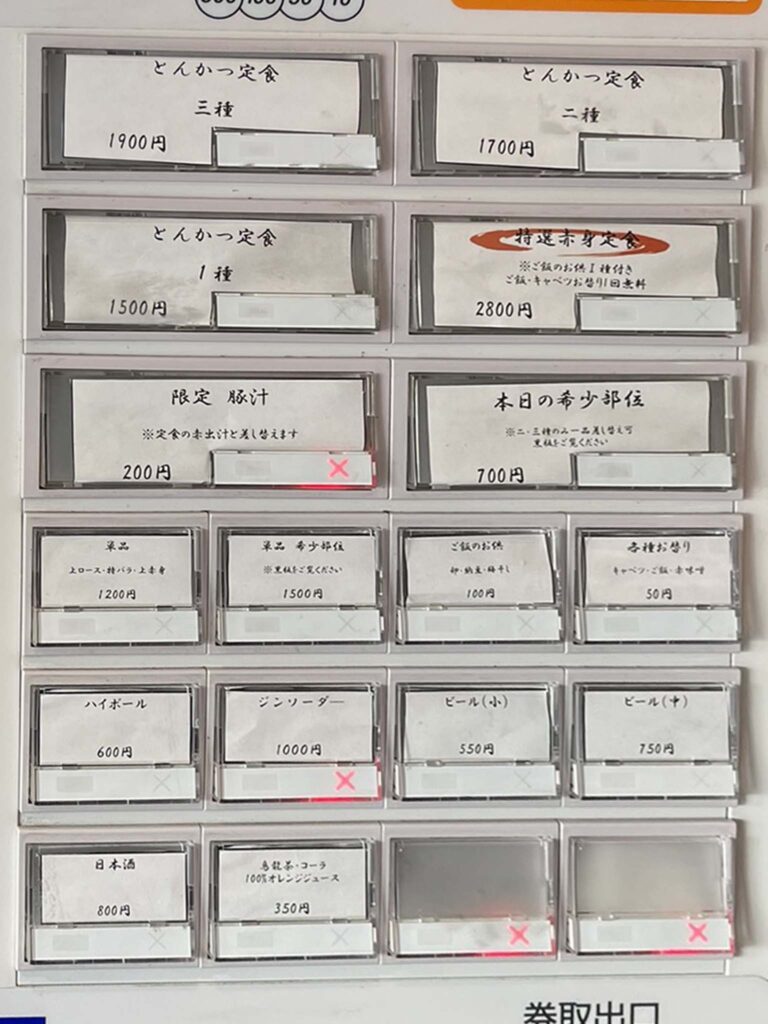 500 100 50 10
とんかつ定食
三種
1900円
とんかつ定食
二種
1700円
とんかつ定食
1種
1500円
特選赤身定食
※ご飯のお供1種付き
ご飯・キャベツお替り1回無料
2800円
限定 豚汁
※定食の赤出汁と差し替えます
200円
本日の希少部位
※二・三種のみ一品差し替え可
黒板をご覧ください
700円
単品
上ロース・特バラ・上赤身
1200円
単品 希少部位
※黒板をご覧ください
1500円
ご飯のお供
卵・納豆・梅干し
100円
各種お替り
キャベツ・ご飯・赤味噌
50円
ハイボール
600円
ジンソーダー
1000円
ビール(小)
550円
ビール(中)
750円
日本酒
800円
烏龍茶・コーラ
100%オレンジジュース
350円
券取出口